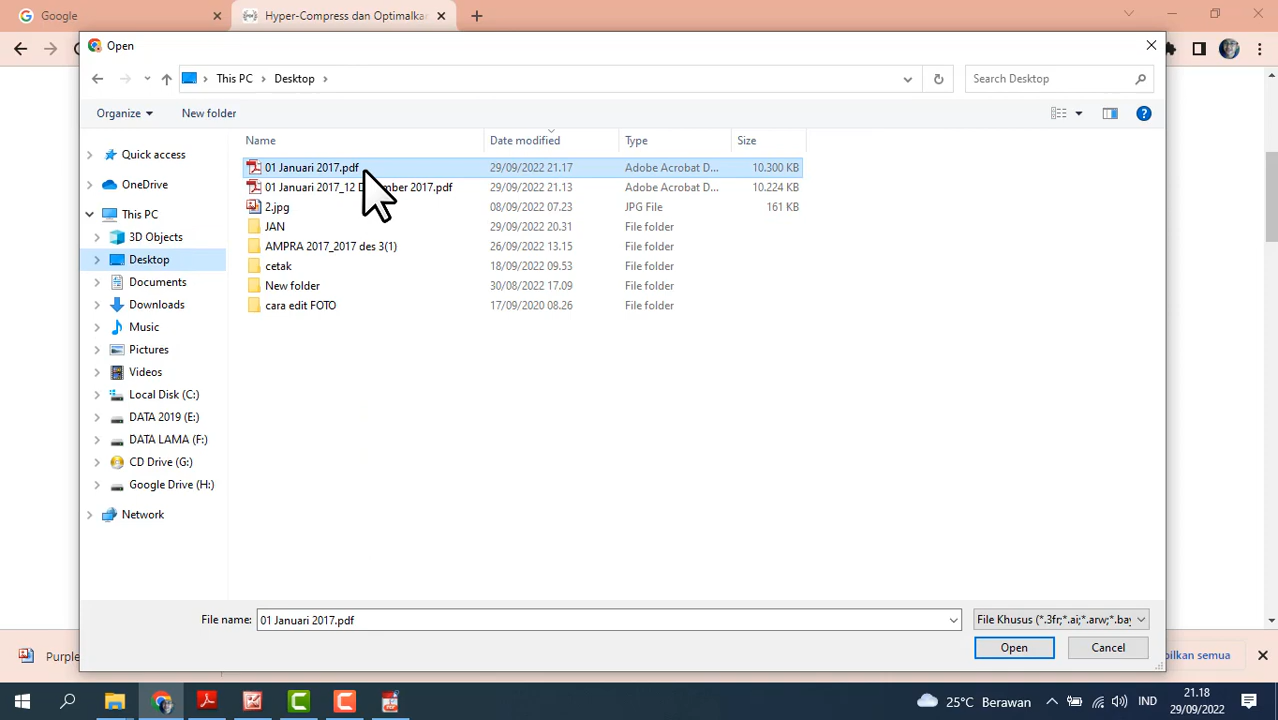 Google
Hyper-Compress dan Optimalkan
Open
This PC
Desktop
Search Desktop
Organize
New folder
Name
Date modified
Type
Size
Quick access
OneDrive
This PC
3D Objects
Desktop
Documents
Downloads
Music
Pictures
Videos
Local Disk (C:)
DATA 2019 (E:)
DATA LAMA (F:)
CD Drive (G:)
Google Drive (H:)
Network
01 Januari 2017.pdf 29/09/2022 21.17 Adobe Acrobat D... 10.300 KB
01 Januari 2017_12 D ember 2017.pdf 29/09/2022 21.13 Adobe Acrobat D... 10.224 KB
2.jpg 08/09/2022 07.23 JPG File 161 KB
JAN 29/09/2022 20.31 File folder
AMPRA 2017_2017 des 3(1) 26/09/2022 13.15 File folder
cetak 18/09/2022 09.53 File folder
New folder 30/08/2022 17.09 File folder
cara edit FOTO 17/09/2020 08.26 File folder
File name: 01 Januari 2017.pdf
File Khusus (*.3fr;*.ai;*.arw;*.bay
Open
Cancel
Purple
pilkan semua
25°C Berawan
IND
21.18
29/09/2022